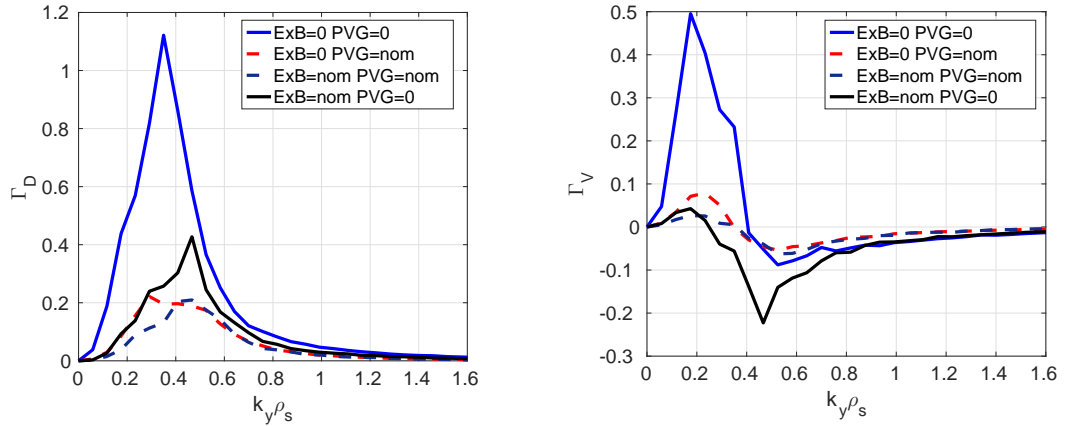 1.2
1
0.8
0.6
0.4
0.2
0
Γ_D
0 0.2 0.4 0.6 0.8 1 1.2 1.4 1.6
k_yρ_s
ExB=0 PVG=0
ExB=0 PVG=nom
ExB=nom PVG=nom
ExB=nom PVG=0
0.5
0.4
0.3
0.2
0.1
0
-0.1
-0.2
-0.3
Γ_V
0 0.2 0.4 0.6 0.8 1 1.2 1.4 1.6
k_yρ_s
ExB=0 PVG=0
ExB=0 PVG=nom
ExB=nom PVG=nom
ExB=nom PVG=0